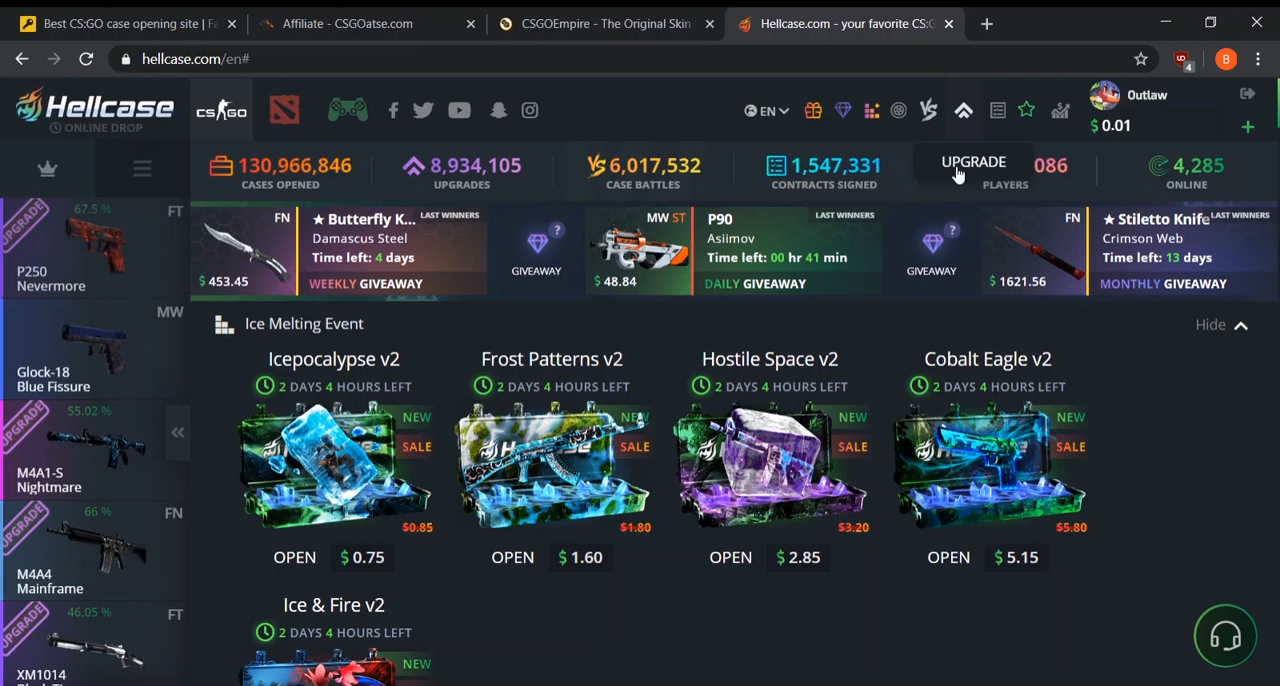 Best CS:GO case opening site | Fa
Affiliate - CSGOatse.com
CSGOEmpire - The Original Skin
Hellcase.com - your favorite CS:G
hellcase.com/en#
UD
4
B
Hellcase
ONLINE DROP
CS GO
EN
VS
Outlaw
$ 0.01
130,966,846
CASES OPENED
8,934,105
UPGRADES
VS 6,017,532
CASE BATTLES
1,547,331
CONTRACTS SIGNED
UPGRADE
086
PLAYERS
4,285
ONLINE
FN
LAST WINNERS
★ Butterfly K...
Damascus Steel
Time left: 4 days
$ 453.45
WEEKLY GIVEAWAY
?
GIVEAWAY
MW ST
LAST WINNERS
P90
Asiimov
Time left: 00 hr 41 min
$ 48.84
DAILY GIVEAWAY
?
GIVEAWAY
FN
LAST WINNERS
★ Stiletto Knife
Crimson Web
Time left: 13 days
$ 1621.56
MONTHLY GIVEAWAY
UPGRADE
67.5 %
FT
P250
Nevermore
MW
Glock-18
Blue Fissure
UPGRADE
55.02 %
M4A1-S
Nightmare
UPGRADE
66 %
FN
M4A4
Mainframe
UPGRADE
46.05 %
FT
XM1014
Ice Melting Event
Hide
Icepocalypse v2
2 DAYS 4 HOURS LEFT
NEW
SALE
$0.85
OPEN $ 0.75
Frost Patterns v2
2 DAYS 4 HOURS LEFT
NEW
SALE
$1.80
OPEN $ 1.60
Hostile Space v2
2 DAYS 4 HOURS LEFT
NEW
SALE
$3.20
OPEN $ 2.85
Cobalt Eagle v2
2 DAYS 4 HOURS LEFT
NEW
SALE
$5.80
OPEN $ 5.15
Ice & Fire v2
2 DAYS 4 HOURS LEFT
NEW